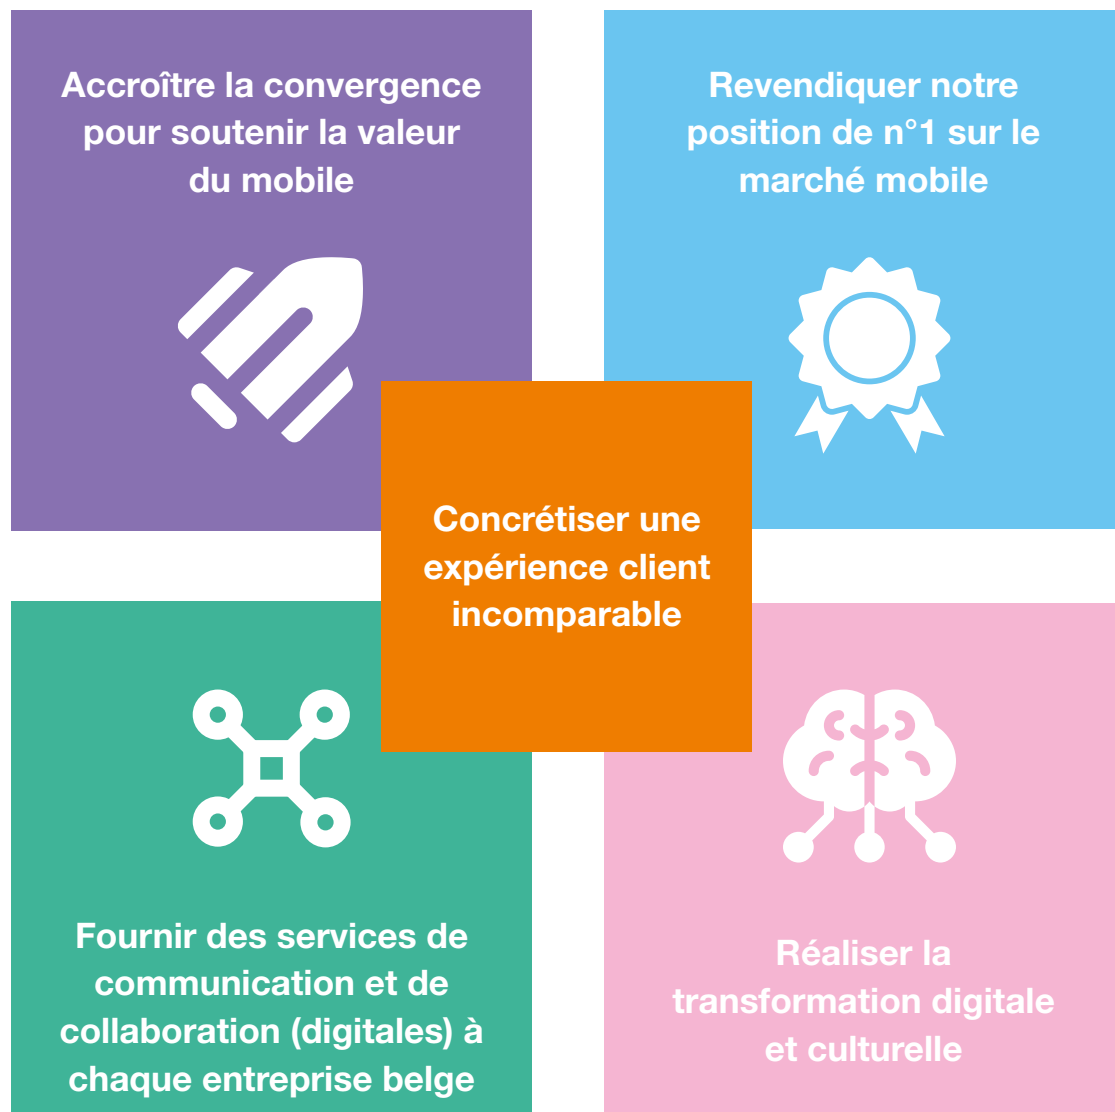 Accroître la convergence
pour soutenir la valeur
du mobile
Revendiquer notre
position de n°1 sur le
marché mobile
Concrétiser une
expérience client
incomparable
Fournir des services de
communication et de
collaboration (digitales) à
chaque entreprise belge
Réaliser la
transformation digitale
et culturelle